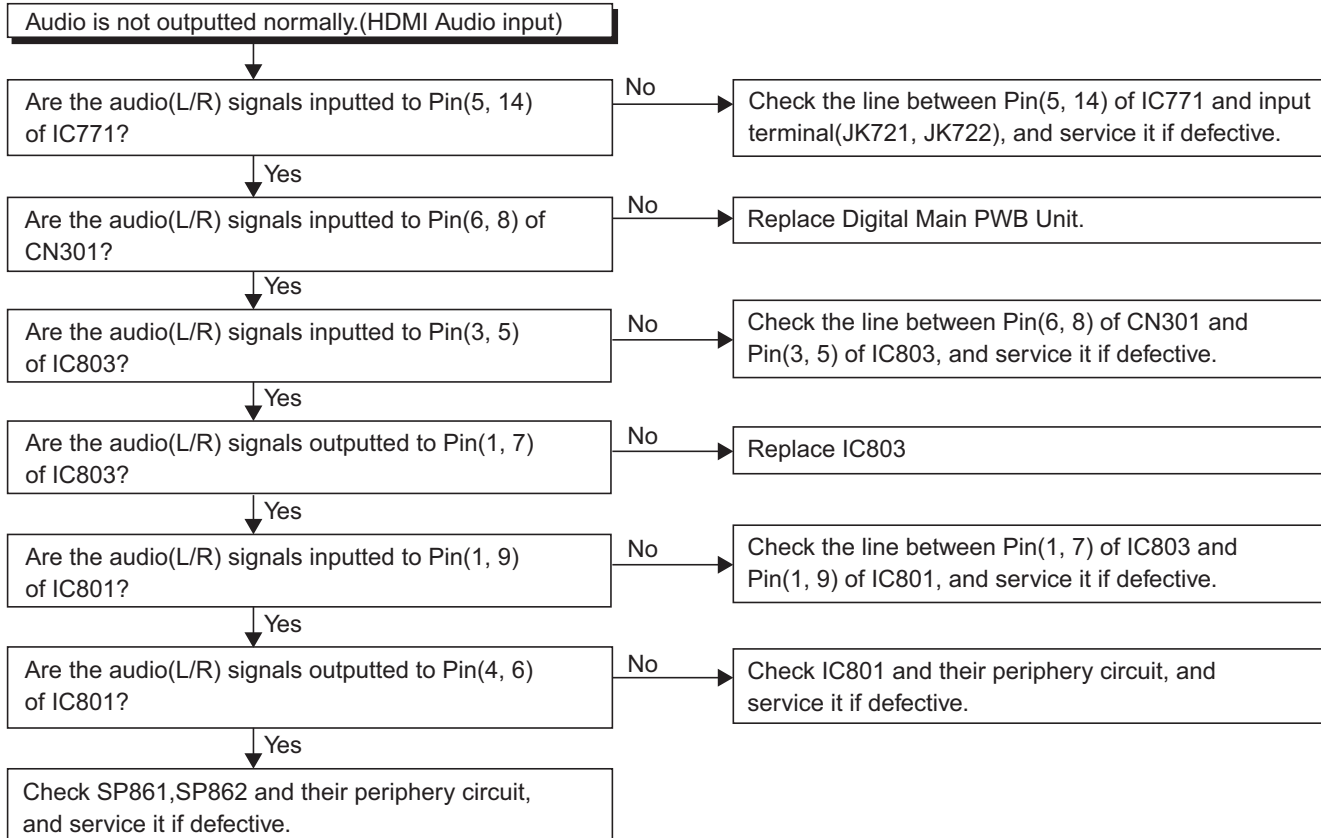 Audio is not outputted normally.(HDMI Audio input)
Are the audio(L/R) signals inputted to Pin(5, 14)
of IC771?
No
Check the line between Pin(5, 14) of IC771 and input
terminal(JK721, JK722), and service it if defective.
Yes
Are the audio(L/R) signals inputted to Pin(6, 8) of
CN301?
No
Replace Digital Main PWB Unit.
Yes
Are the audio(L/R) signals inputted to Pin(3, 5)
of IC803?
No
Check the line between Pin(6, 8) of CN301 and
Pin(3, 5) of IC803, and service it if defective.
Yes
Are the audio(L/R) signals outputted to Pin(1, 7)
of IC803?
No
Replace IC803
Yes
Are the audio(L/R) signals inputted to Pin(1, 9)
of IC801?
No
Check the line between Pin(1, 7) of IC803 and
Pin(1, 9) of IC801, and service it if defective.
Yes
Are the audio(L/R) signals outputted to Pin(4, 6)
of IC801?
No
Check IC801 and their periphery circuit, and
service it if defective.
Yes
Check SP861,SP862 and their periphery circuit,
and service it if defective.